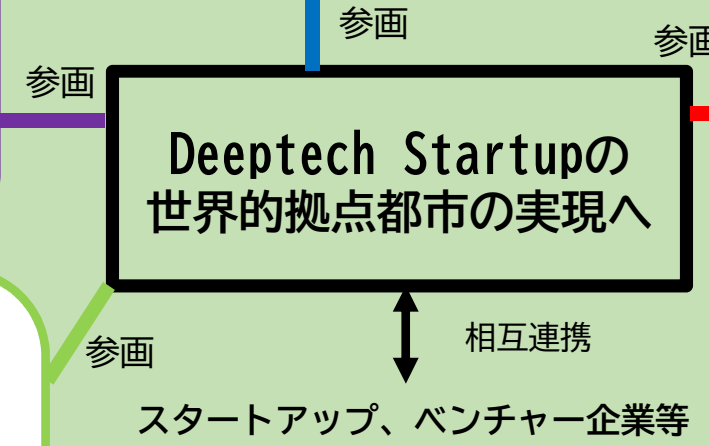 参画
参画
参画
Deeptech Startupの
世界的拠点都市の実現へ
参画
相互連携
スタートアップ、ベンチャー企業等